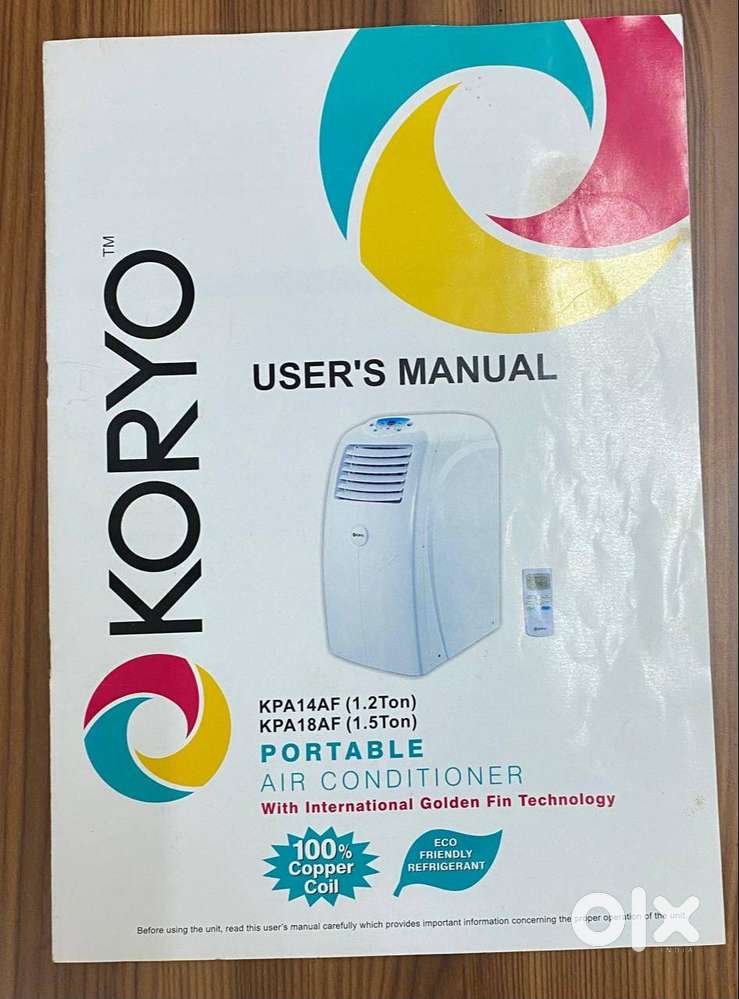 KORYO™
USER'S MANUAL
KPA14AF (1.2Ton)
KPA18AF (1.5Ton)
PORTABLE
AIR CONDITIONER
With International Golden Fin Technology
100%
Copper
Coil
ECO
FRIENDLY
REFRIGERANT
Before using the unit, read this user's manual carefully which provides important information concerning the proper operation of the unit.
olx
INDIA